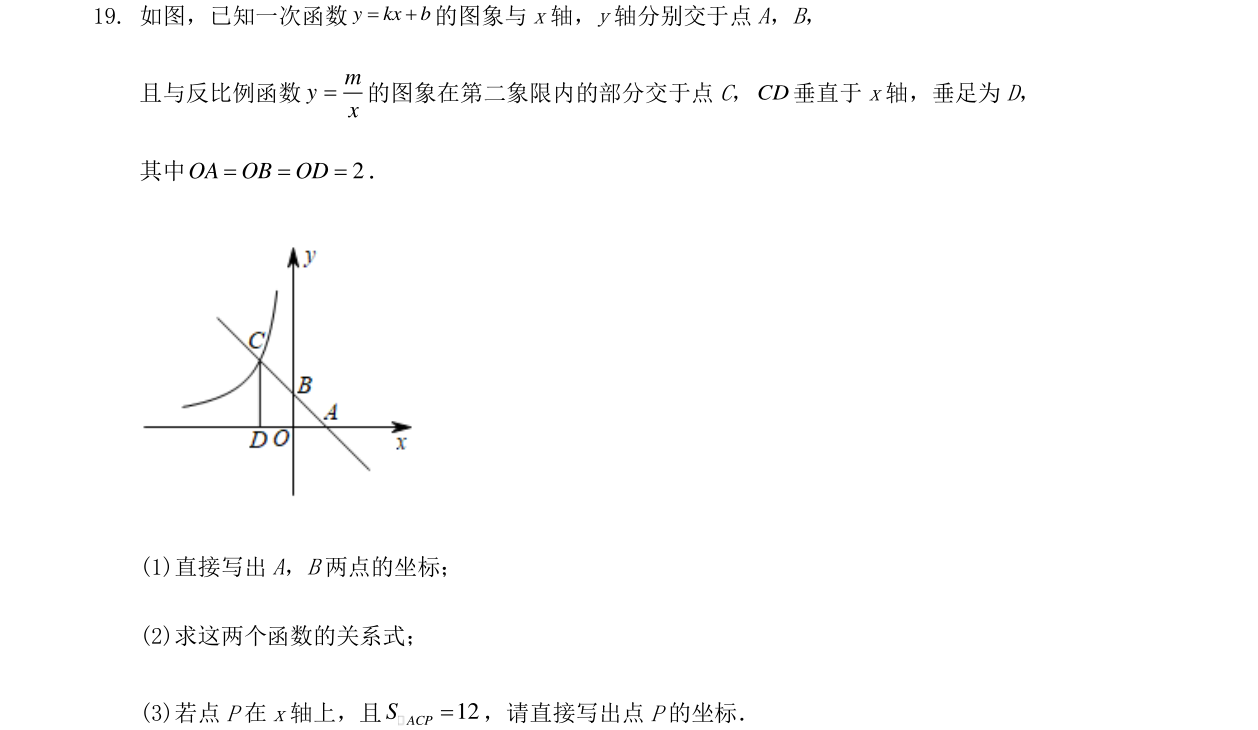 19. 如图，已知一次函数 y=kx+b 的图象与 x 轴，y 轴分别交于点 A，B，
且与反比例函数 y=m/x 的图象在第二象限内的部分交于点 C，CD 垂直于 x 轴，垂足为 D，
其中 OA=OB=OD=2．
y
C
B
A
D O
x
(1)直接写出 A，B 两点的坐标；
(2)求这两个函数的关系式；
(3)若点 P 在 x 轴上，且 S□ACP=12，请直接写出点 P 的坐标．